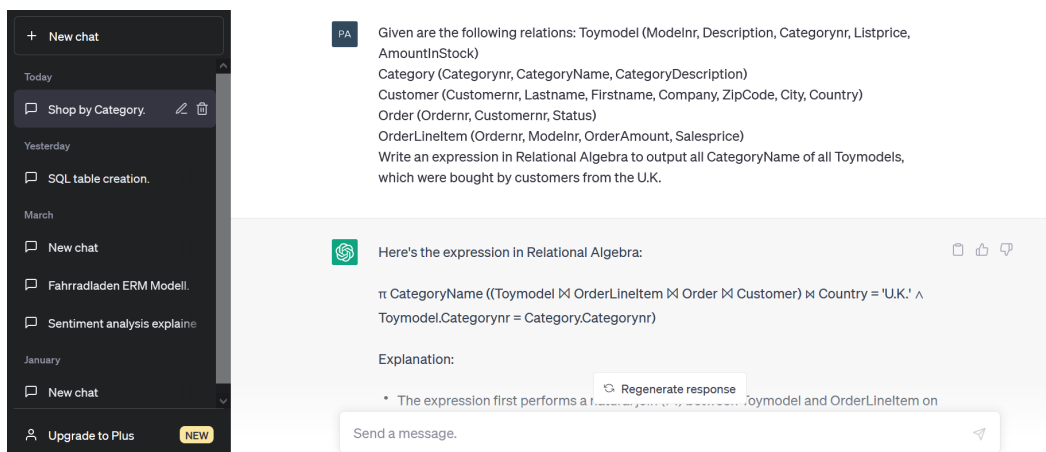 New chat
Today
Shop by Category.
Yesterday
SQL table creation.
March
New chat
Fahrradladen ERM Modell.
Sentiment analysis explaine
January
New chat
Upgrade to Plus NEW
PA
Given are the following relations: Toymodel (Modelnr, Description, Categorynr, Listprice,
AmountInStock)
Category (Categorynr, CategoryName, CategoryDescription)
Customer (Customernr, Lastname, Firstname, Company, ZipCode, City, Country)
Order (Ordernr, Customernr, Status)
OrderLineItem (Ordernr, Modelnr, OrderAmount, Salesprice)
Write an expression in Relational Algebra to output all CategoryName of all Toymodels,
which were bought by customers from the U.K.
Here's the expression in Relational Algebra:
π CategoryName ((Toymodel ⋈ OrderLineItem ⋈ Order ⋈ Customer) ⋈ Country = 'U.K.' ∧
Toymodel.Categorynr = Category.Categorynr)
Explanation:
• The expression first performs a between Toymodel and OrderLineItem on
Regenerate response
Send a message.